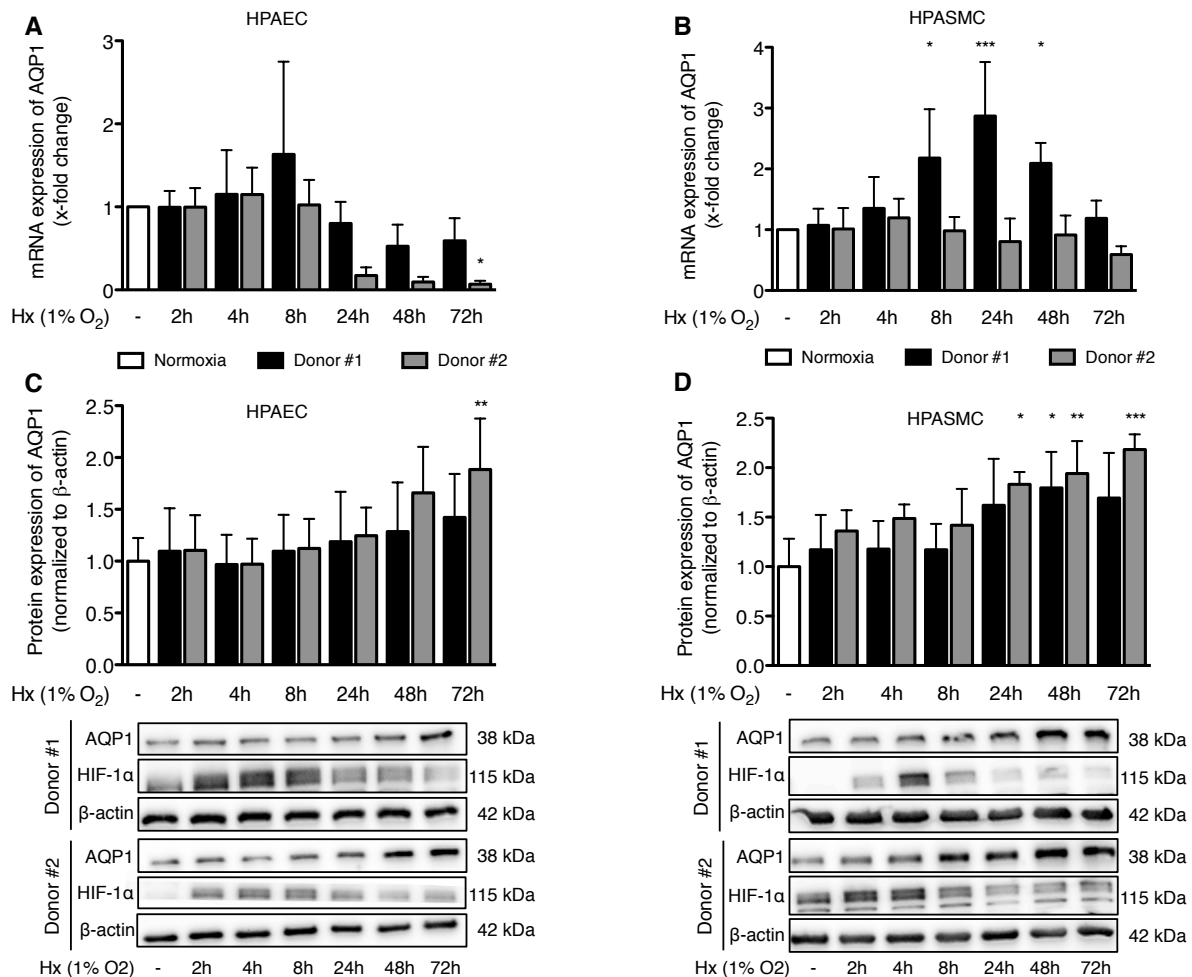 A
HPAEC
mRNA expression of AQP1
(x-fold change)
3
2
1
0
*
Hx (1% O2) - 2h 4h 8h 24h 48h 72h
B
HPASMC
mRNA expression of AQP1
(x-fold change)
4
3
2
1
0
* *** *
Hx (1% O2) - 2h 4h 8h 24h 48h 72h
Normoxia Donor #1 Donor #2
Normoxia Donor #1 Donor #2
C
HPAEC
Protein expression of AQP1
(normalized to β-actin)
2.5
2.0
1.5
1.0
0.5
0.0
**
Hx (1% O2) - 2h 4h 8h 24h 48h 72h
Donor #1
AQP1 38 kDa
HIF-1α 115 kDa
β-actin 42 kDa
Donor #2
AQP1 38 kDa
HIF-1α 115 kDa
β-actin 42 kDa
Hx (1% O2) - 2h 4h 8h 24h 48h 72h
D
HPASMC
Protein expression of AQP1
(normalized to β-actin)
2.5
2.0
1.5
1.0
0.5
0.0
* * ** ***
Hx (1% O2) - 2h 4h 8h 24h 48h 72h
Donor #1
AQP1 38 kDa
HIF-1α 115 kDa
β-actin 42 kDa
Donor #2
AQP1 38 kDa
HIF-1α 115 kDa
β-actin 42 kDa
Hx (1% O2) - 2h 4h 8h 24h 48h 72h